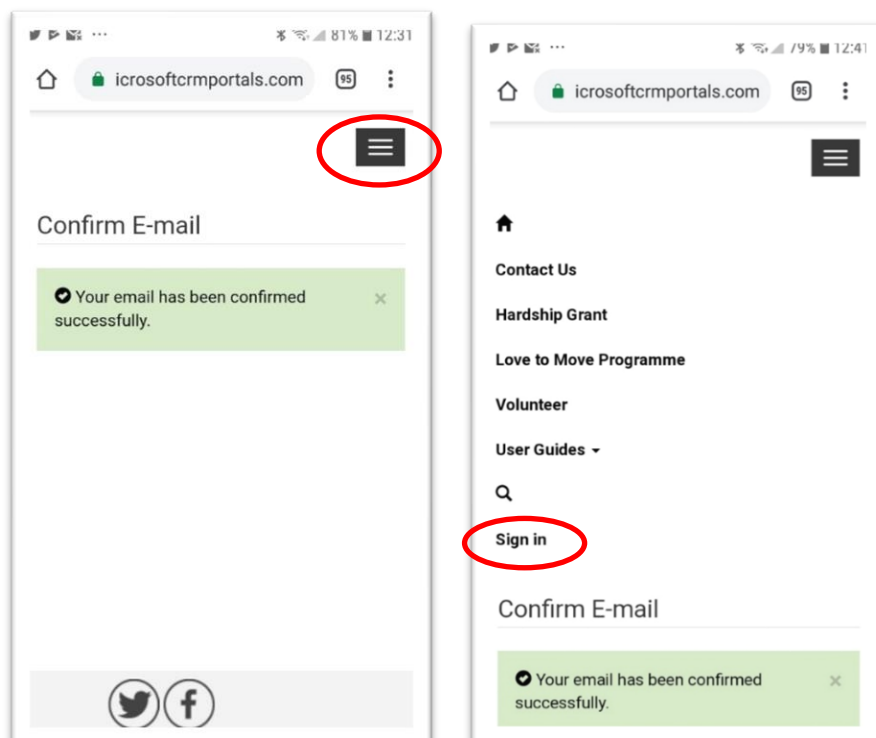 81% 12:31
icrosoftcrmportals.com 95
Confirm E-mail
Your email has been confirmed
successfully.
79% 12:41
icrosoftcrmportals.com 95
Contact Us
Hardship Grant
Love to Move Programme
Volunteer
User Guides
Sign in
Confirm E-mail
Your email has been confirmed
successfully.